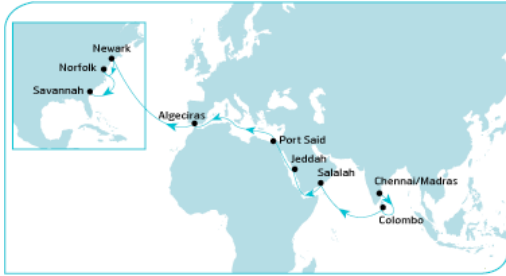 Newark
Norfolk
Savannah
Algeciras
Port Said
Jeddah
Salalah
Chennai/Madras
Colombo